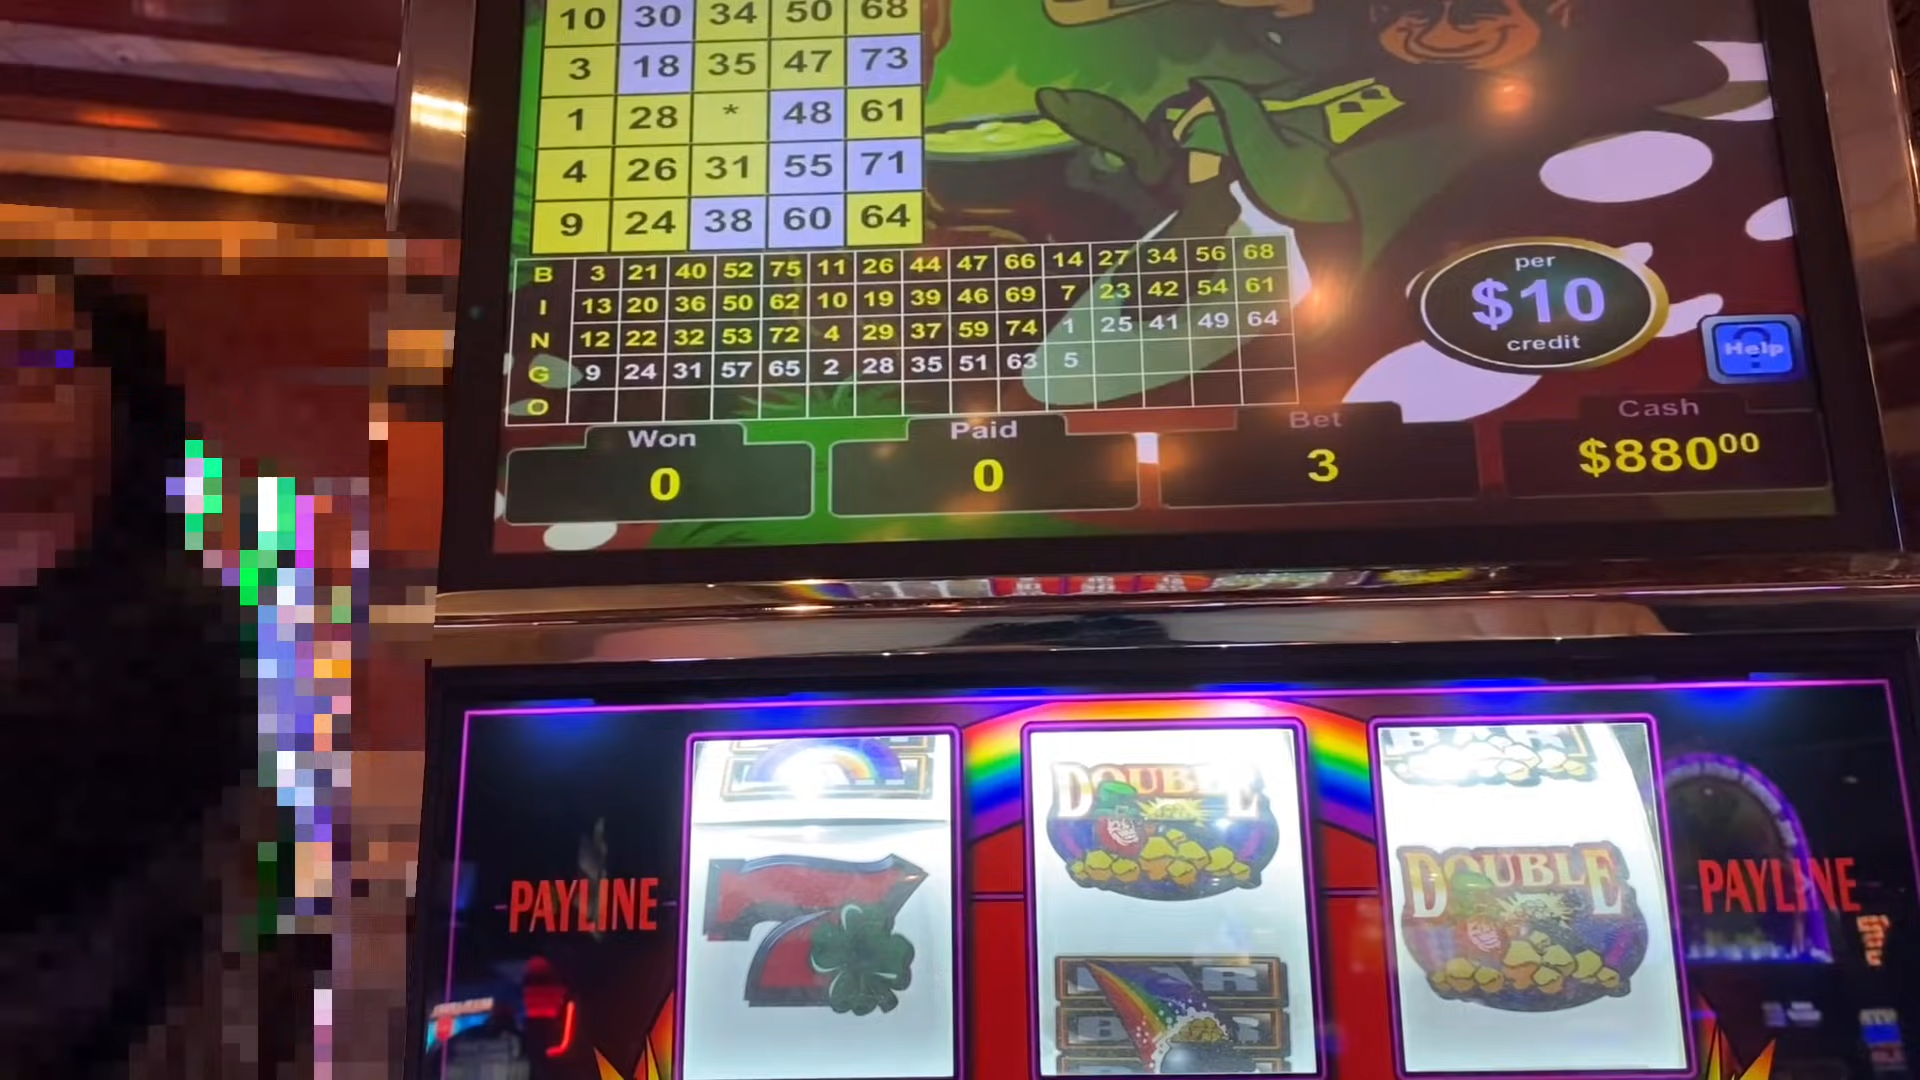 10 30 34 50 68
3 18 35 47 73
1 28 * 48 61
4 26 31 55 71
9 24 38 60 64
B 3 21 40 52 75 11 26 44 47 66 14 27 34 56 68
I 13 20 36 50 62 10 19 39 46 69 7 23 42 54 61
N 12 22 32 53 72 4 29 37 59 74 1 25 41 49 64
G 9 24 31 57 65 2 28 35 51 63 5
O
per
$10
credit
Help
Won Paid Bet Cash
0 0 3 $88000
DOUBLE
DOUBLE
PAYLINE 7 PAYLINE
BAR